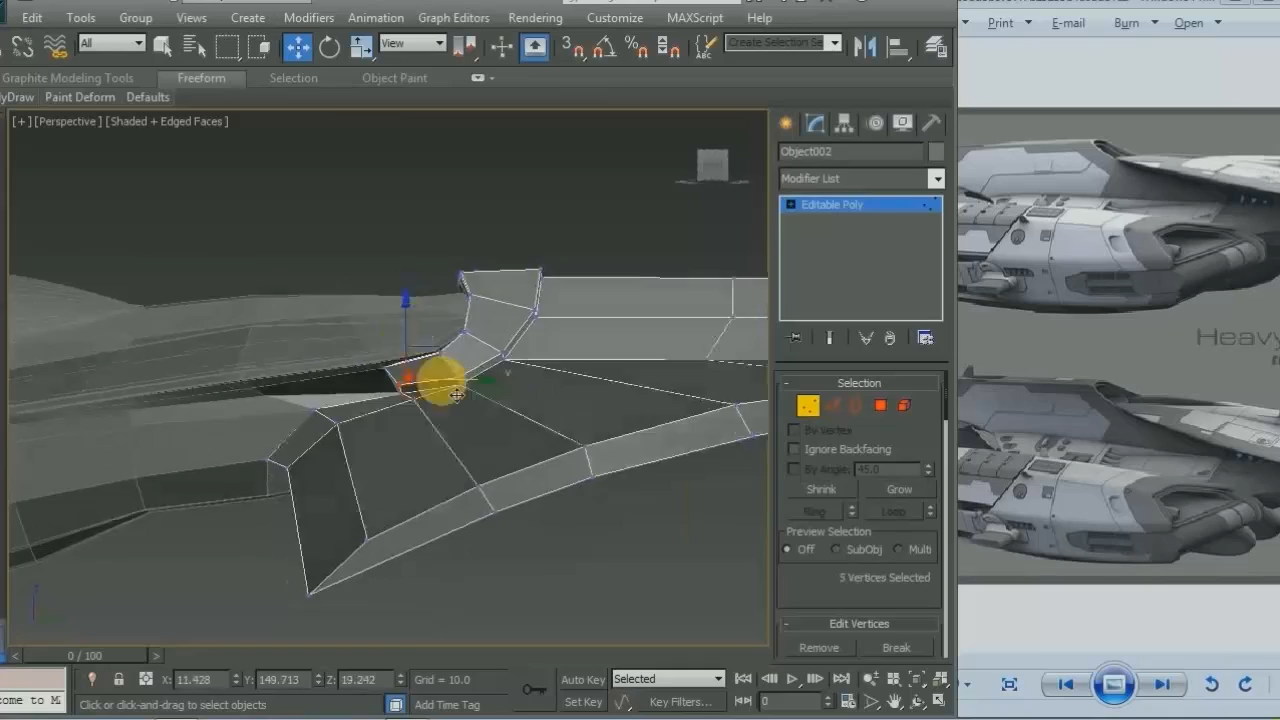 Edit Tools Group Views Create Modifiers Animation Graph Editors Rendering Customize MAXScript Help
Print E-mail Burn Open
All View 3 Create Selection Se
ABC
Graphite Modeling Tools Freeform Selection Object Paint
yDraw Paint Deform Defaults
[+][Perspective][Shaded + Edged Faces]
Object002
Modifier List
Editable Poly
Heavy
- Selection
By Vertex
Ignore Backfacing
By Angle: 45.0
Shrink Grow
Ring Loop
Preview Selection
Off SubObj Multi
5 Vertices Selected
- Edit Vertices
Remove Break
0 / 100
X: 11.428 Y: 149.713 Z: 19.242 Grid = 10.0 Auto Key Selected
come to M
Click or click-and-drag to select objects Add Time Tag Set Key Key Filters... 0